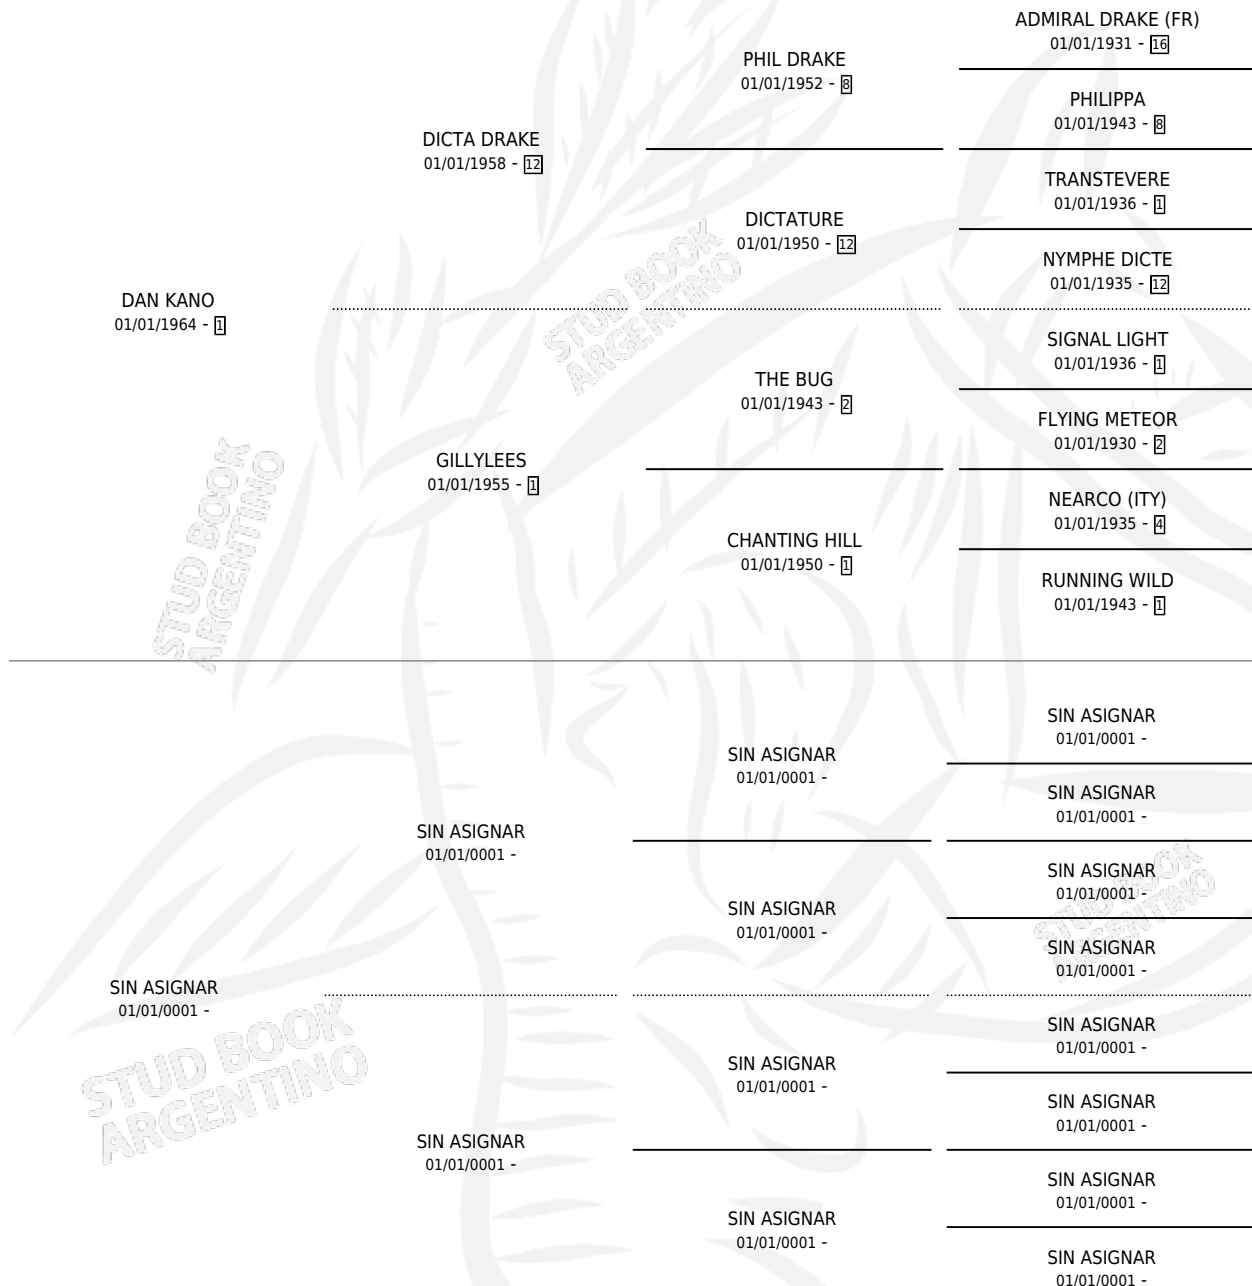 ADMIRAL DRAKE (FR)
01/01/1931 - 16
PHIL DRAKE
01/01/1952 - 8
PHILIPPA
01/01/1943 - 8
DICTA DRAKE
01/01/1958 - 12
TRANSTEVERE
01/01/1936 - 1
DICTATURE
01/01/1950 - 12
NYMPHE DICTE
01/01/1935 - 12
DAN KANO
01/01/1964 - 1
STUD BOOK
ARGENTINO
SIGNAL LIGHT
01/01/1936 - 1
THE BUG
01/01/1943 - 2
FLYING METEOR
01/01/1930 - 2
GILLYLEES
01/01/1955 - 1
NEARCO (ITY)
01/01/1935 - 4
CHANTING HILL
01/01/1950 - 1
RUNNING WILD
01/01/1943 - 1
STUD BOOK
ARGENTINO
SIN ASIGNAR
01/01/0001 -
SIN ASIGNAR
01/01/0001 -
SIN ASIGNAR
01/01/0001 -
SIN ASIGNAR
01/01/0001 -
SIN ASIGNAR
01/01/0001 -
SIN ASIGNAR
01/01/0001 -
SIN ASIGNAR
01/01/0001 -
STUD BOOK
ARGENTINO
SIN ASIGNAR
01/01/0001 -
SIN ASIGNAR
01/01/0001 -
SIN ASIGNAR
01/01/0001 -
SIN ASIGNAR
01/01/0001 -
STUD BOOK
ARGENTINO
SIN ASIGNAR
01/01/0001 -
SIN ASIGNAR
01/01/0001 -
SIN ASIGNAR
01/01/0001 -
SIN ASIGNAR
01/01/0001 -